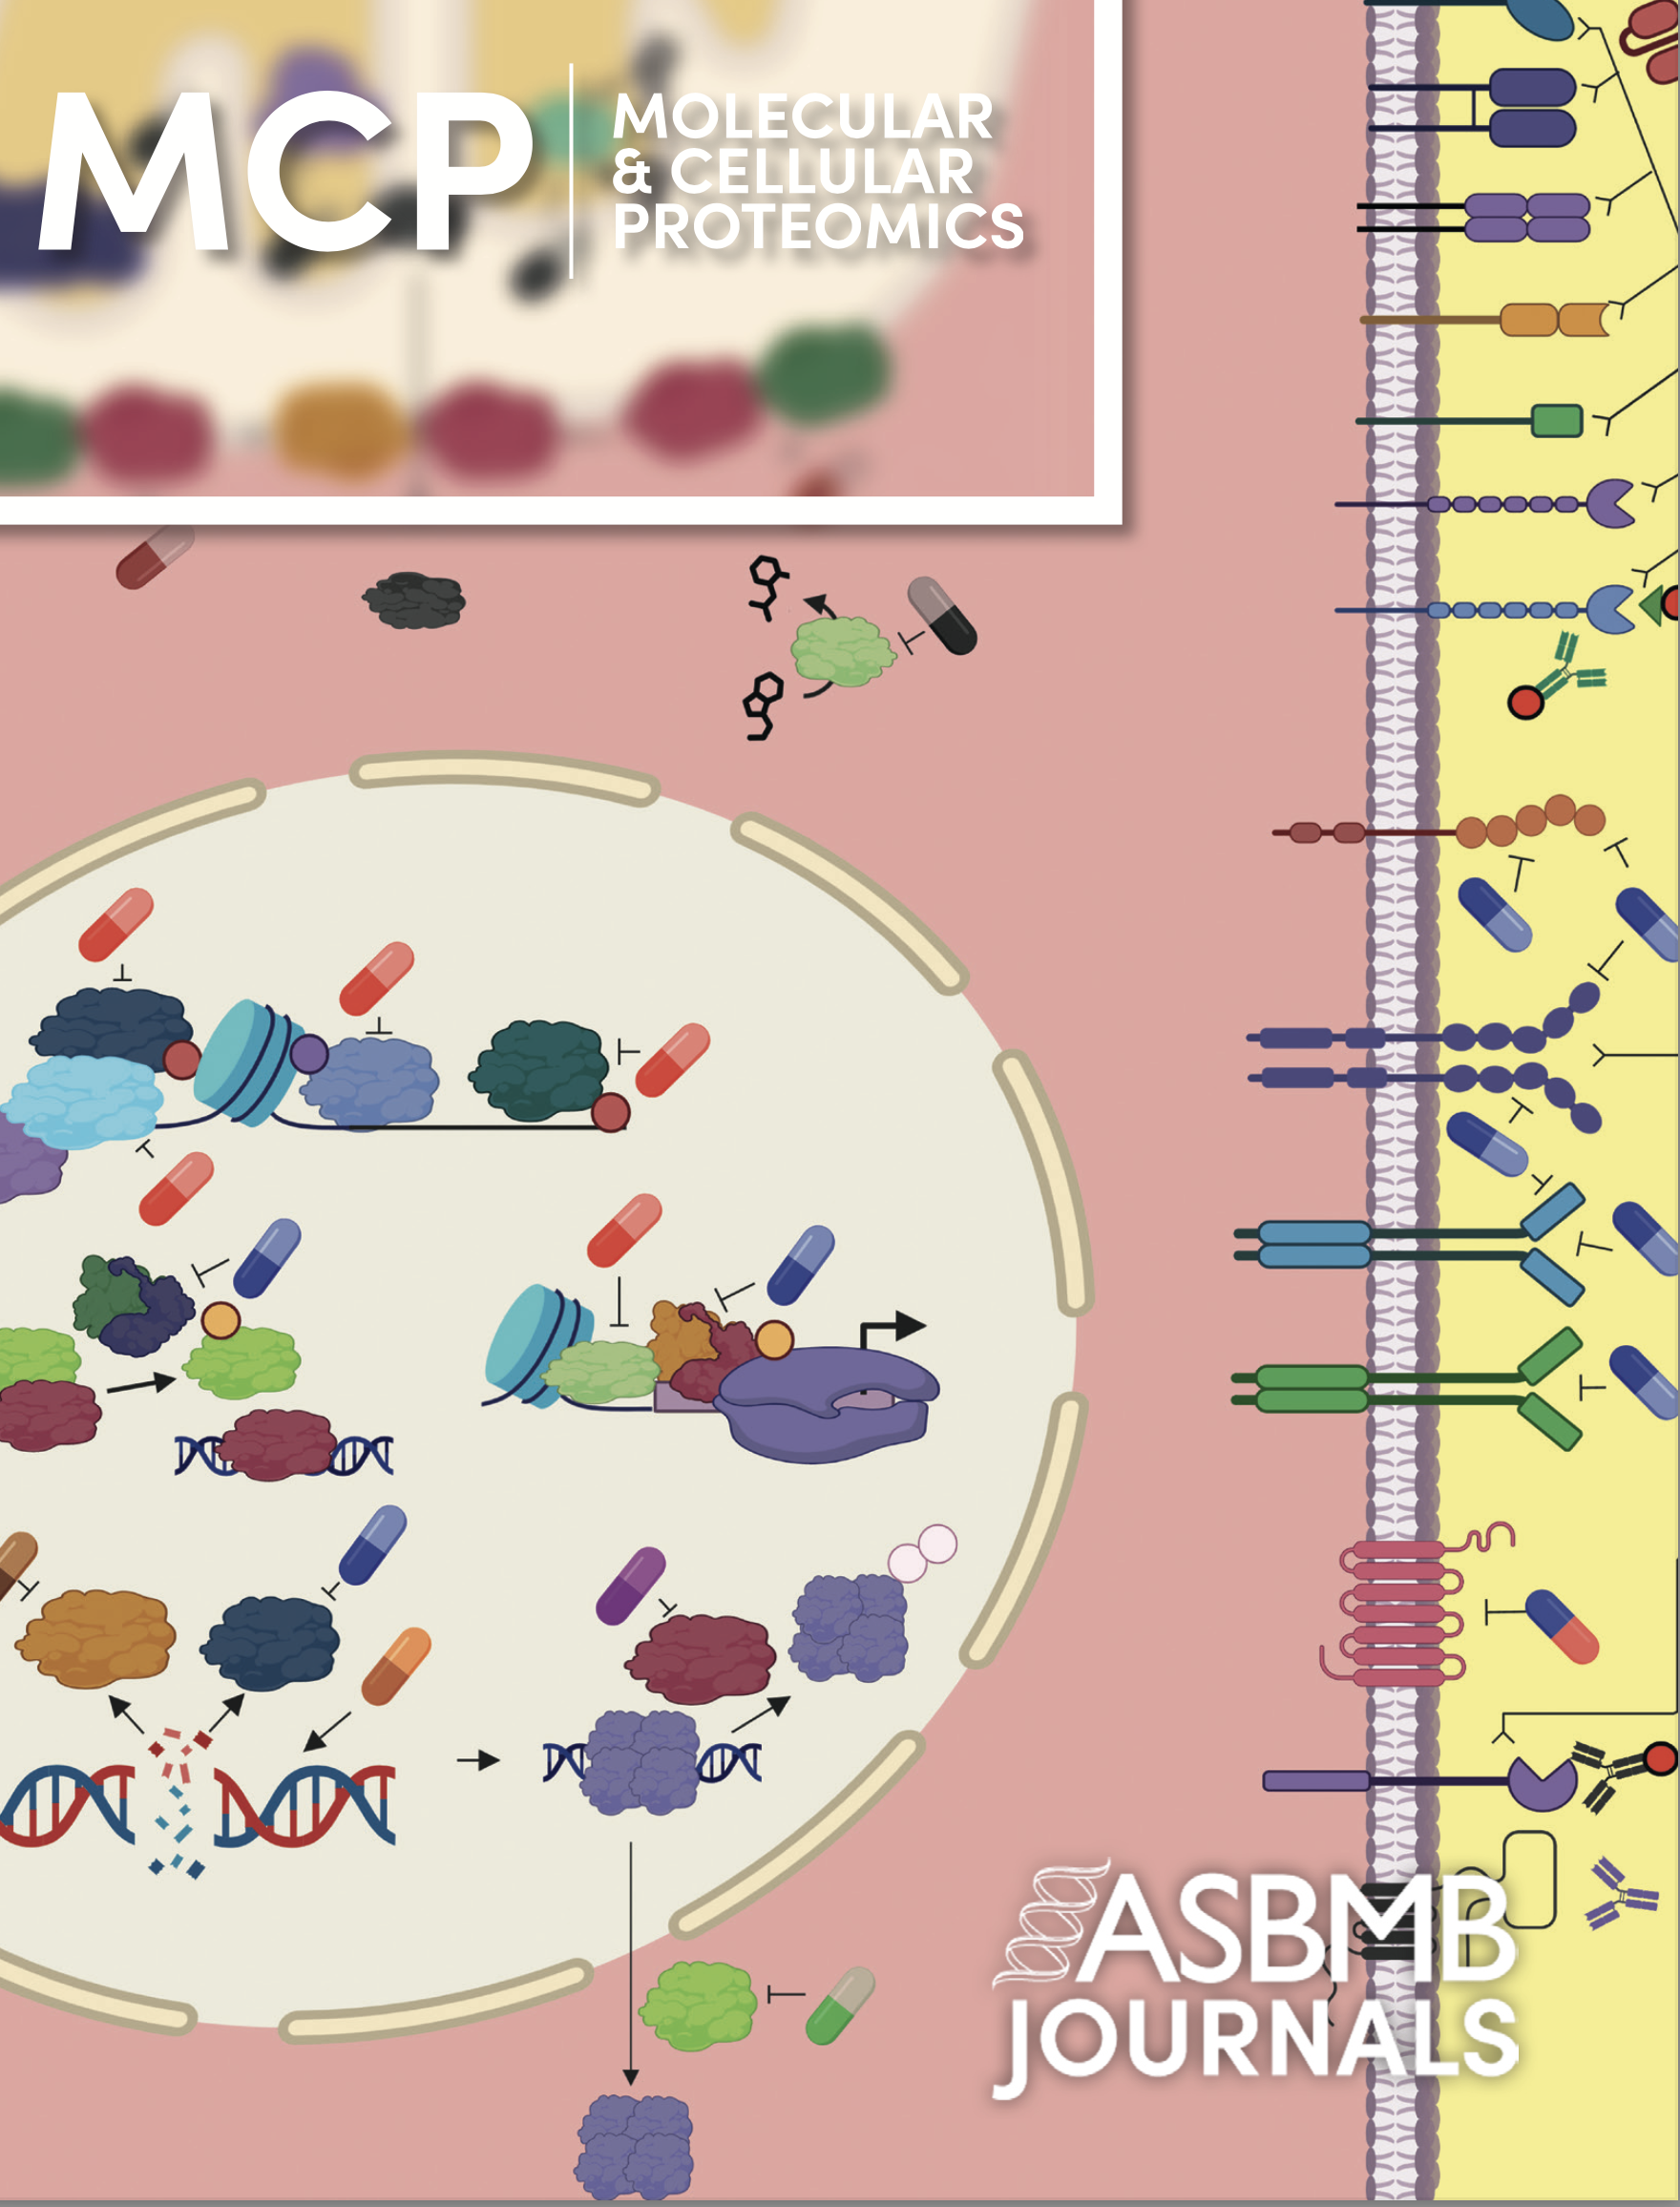 MCP
MOLECULAR
& CELLULAR
PROTEOMICS
ASBMB
JOURNALS